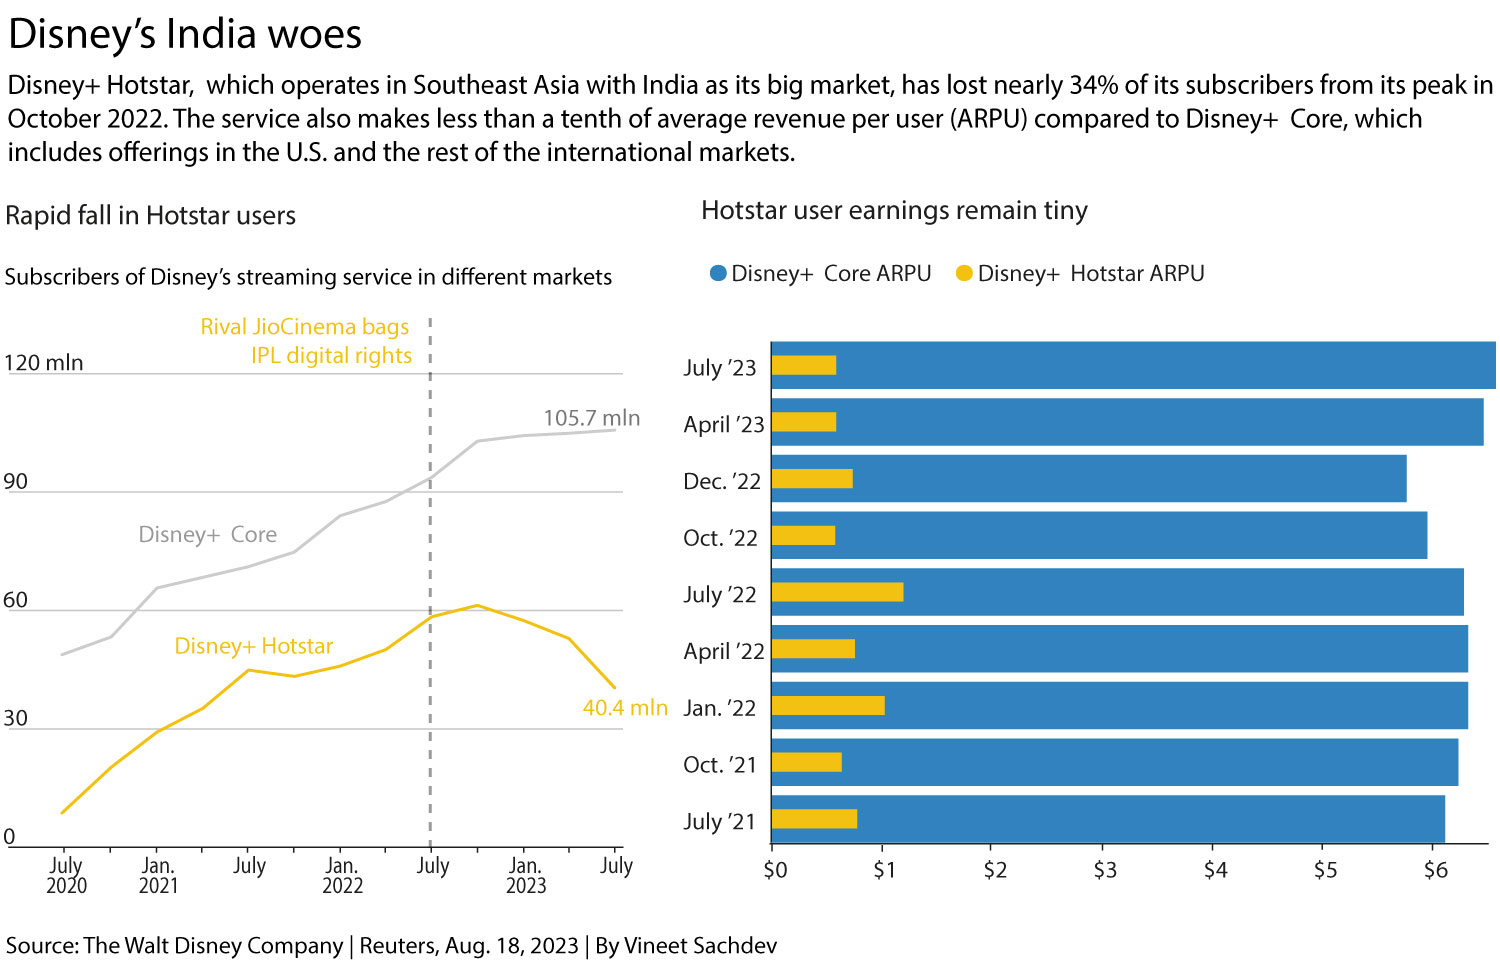 Disney’s India woes
Disney+ Hotstar, which operates in Southeast Asia with India as its big market, has lost nearly 34% of its subscribers from its peak in
October 2022. The service also makes less than a tenth of average revenue per user (ARPU) compared to Disney+ Core, which
includes offerings in the U.S. and the rest of the international markets.
Rapid fall in Hotstar users
Subscribers of Disney’s streaming service in different markets
Rival JioCinema bags
IPL digital rights
120 mln
105.7 mln
90
Disney+ Core
60
Disney+ Hotstar
40.4 mln
30
0
July
2020
Jan.
2021
July
Jan.
2022
July
Jan.
2023
July
Hotstar user earnings remain tiny
Disney+ Core ARPU
Disney+ Hotstar ARPU
July ’23
April ’23
Dec. ’22
Oct. ’22
July ’22
April ’22
Jan. ’22
Oct. ’21
July ’21
$0
$1
$2
$3
$4
$5
$6
Source: The Walt Disney Company | Reuters, Aug. 18, 2023 | By Vineet Sachdev